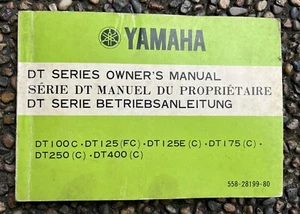 YAMAHA
DT SERIES OWNER'S MANUAL
SÉRIE DT MANUEL DU PROPRIÉTAIRE
DT SERIE BETRIEBSANLEITUNG
DT100C・DT125(FC)・DT125E(C)・DT175(C)・
DT250(C)・DT400(C)
558-28199-80